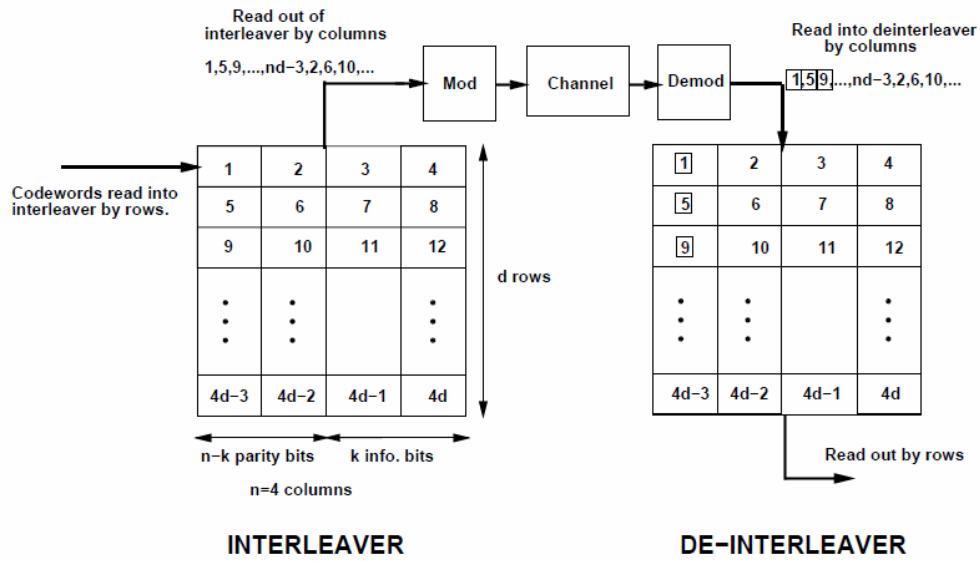 Read out of
interleaver by columns
1,5,9,...,nd−3,2,6,10,...
Mod
Channel
Demod
Read into deinterleaver
by columns
1,5,9,...,nd−3,2,6,10,...
Codewords read into
interleaver by rows.
1 2 3 4
5 6 7 8
9 10 11 12
4d−3 4d−2 4d−1 4d
d rows
n−k parity bits
k info. bits
n=4 columns
INTERLEAVER
1 2 3 4
5 6 7 8
9 10 11 12
4d−3 4d−2 4d−1 4d
Read out by rows
DE−INTERLEAVER